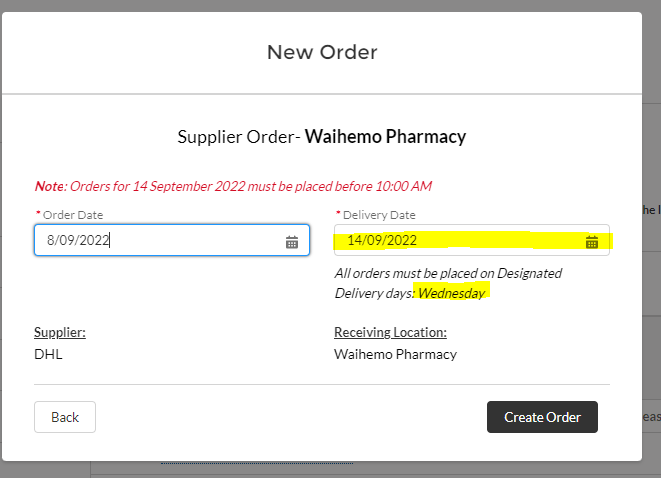 New Order
Supplier Order- Waihemo Pharmacy
Note: Orders for 14 September 2022 must be placed before 10:00 AM
* Order Date
* Delivery Date
8/09/2022
14/09/2022
All orders must be placed on Designated
Delivery days: Wednesday
Supplier:
Receiving Location:
DHL
Waihemo Pharmacy
Back
Create Order